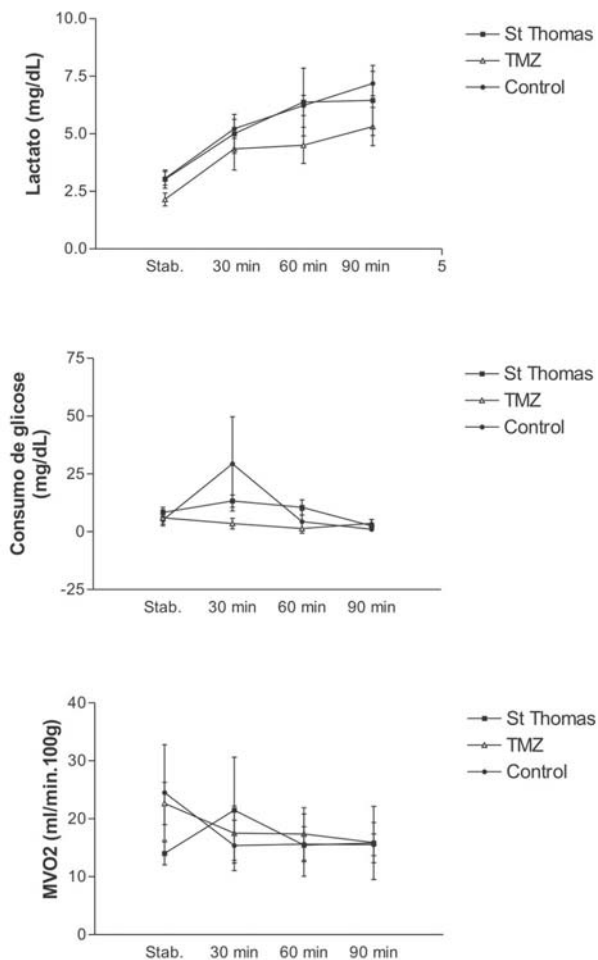 10.0
7.5
5.0
2.5
0.0
Lactato (mg/dL)
Stab. 30 min 60 min 90 min 5
St Thomas
TMZ
Control
75
50
25
0
-25
Consumo de glicose
(mg/dL)
Stab. 30 min 60 min 90 min
St Thomas
TMZ
Control
40
30
20
10
0
MVO2 (ml/min.100g)
Stab. 30 min 60 min 90 min
St Thomas
TMZ
Control